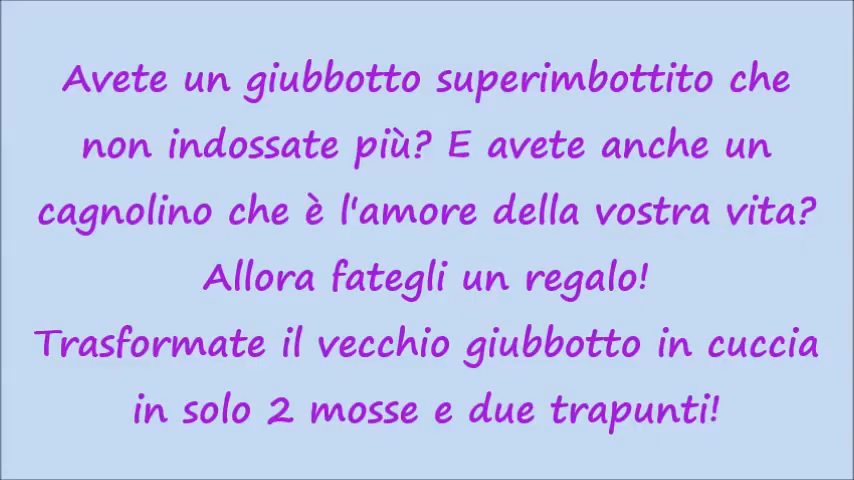 Avete un giubbotto superimbottito che
non indossate più? E avete anche un
cagnolino che è l'amore della vostra vita?
Allora fategli un regalo!
Trasformate il vecchio giubbotto in cuccia
in solo 2 mosse e due trapunti!